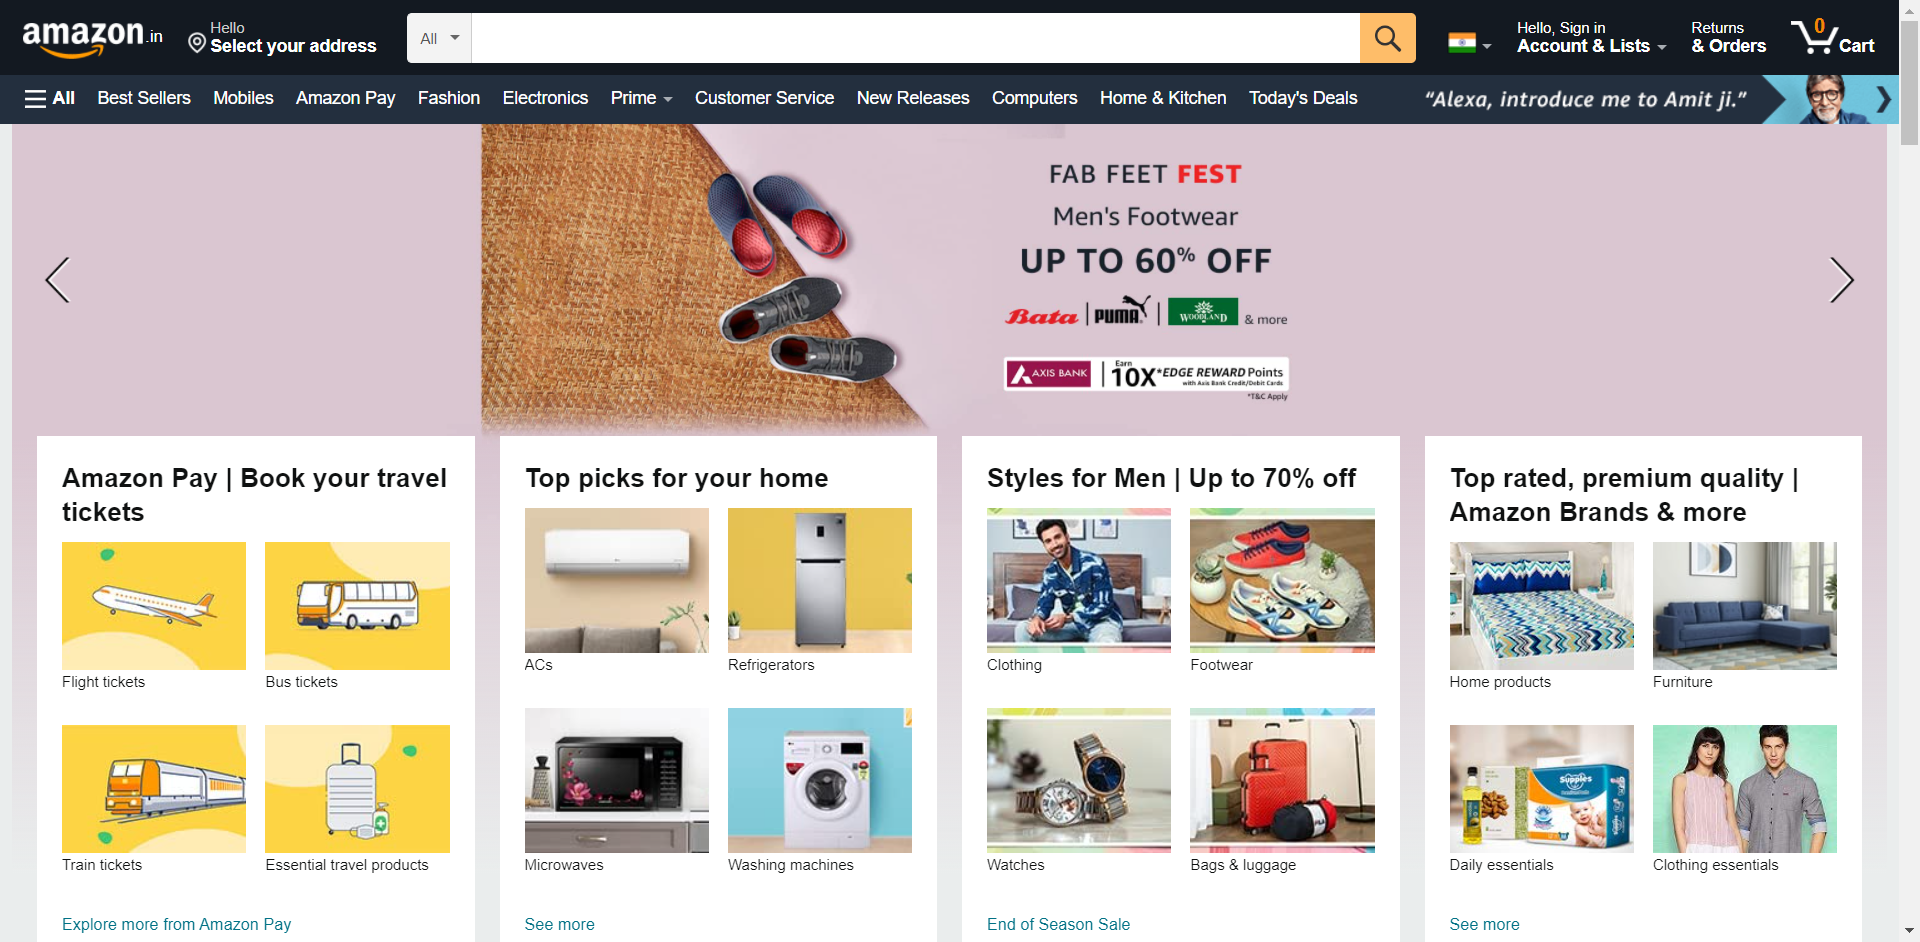 amazon.in
Hello
Select your address
All
Hello, Sign in
Account & Lists
Returns
& Orders
0
Cart
All
Best Sellers
Mobiles
Amazon Pay
Fashion
Electronics
Prime
Customer Service
New Releases
Computers
Home & Kitchen
Today's Deals
“Alexa, introduce me to Amit ji.”
FAB FEET FEST
Men's Footwear
UP TO 60% OFF
Bata | PUMA | WOODLAND & more
AXIS BANK | Earn 10X *EDGE REWARD Points
with Axis Bank Credit/Debit Cards
*T&C Apply
Amazon Pay | Book your travel
tickets
Flight tickets
Bus tickets
Train tickets
Essential travel products
Explore more from Amazon Pay
Top picks for your home
ACs
Refrigerators
Microwaves
Washing machines
See more
Styles for Men | Up to 70% off
Clothing
Footwear
FILA
Watches
Bags & luggage
End of Season Sale
Top rated, premium quality |
Amazon Brands & more
Home products
Furniture
Supples
Daily essentials
Clothing essentials
See more